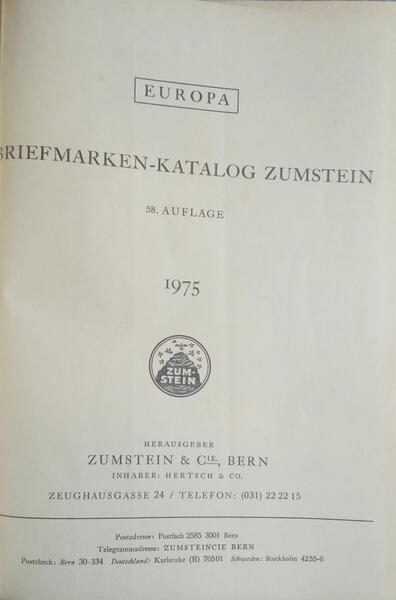 EUROPA
BRIEFMARKEN-KATALOG ZUMSTEIN
58. AUFLAGE
1975
ZUM-
STEIN
HERAUSGEBER
ZUMSTEIN & CIE, BERN
INHABER: HERTSCH & CO.
ZEUGHAUSGASSE 24 / TELEFON: (031) 22 22 15
Postadresse: Postfach 2585 3001 Bern
Telegrammadresse: ZUMSTEINCIE BERN
Postcheck: Bern 30-334 Deutschland: Karlsruhe (B) 70501 Schweden: Stockholm 4255-6